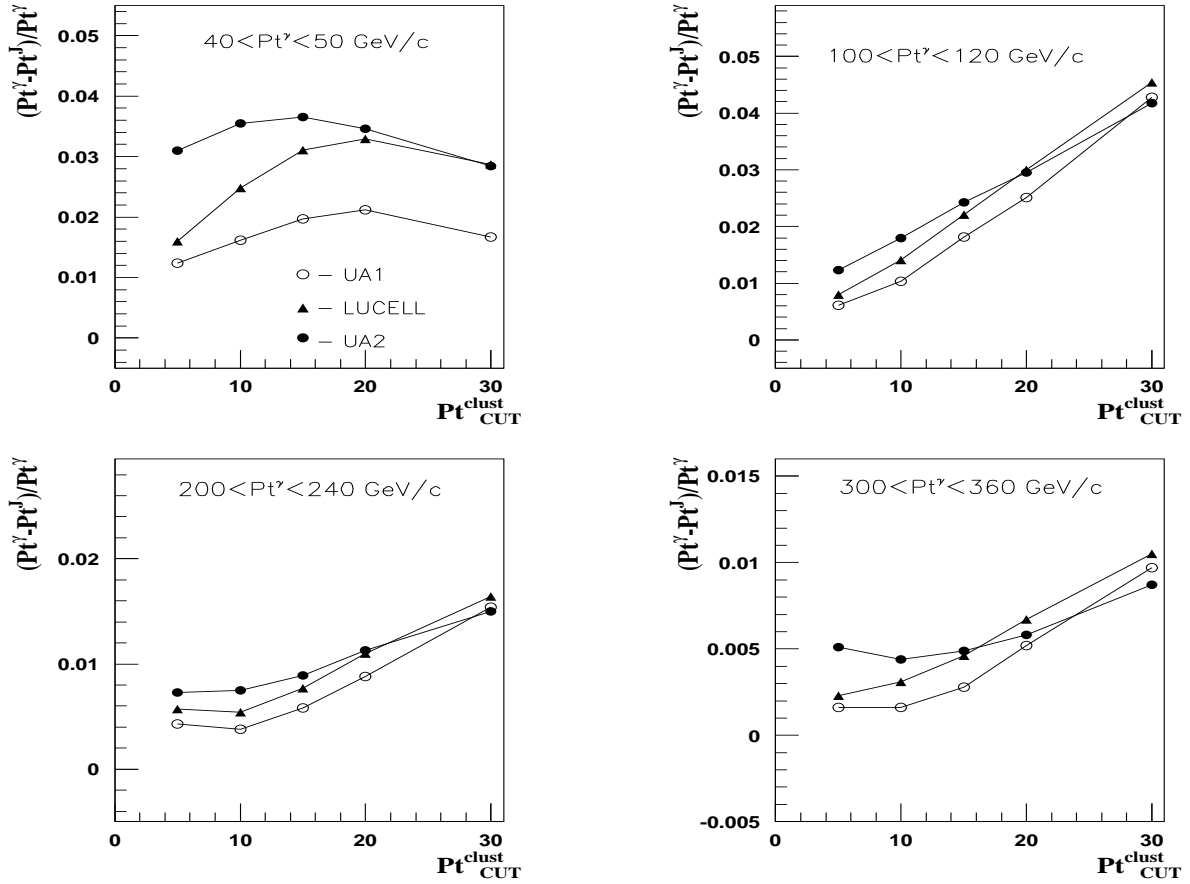 (Pt^γ-Pt^J)/Pt^γ
40<Pt^γ<50 GeV/c
0.05
0.04
0.03
0.02
0.01
0
○ – UA1
▲ – LUCELL
● – UA2
0 10 20 30
Pt^clust_CUT
(Pt^γ-Pt^J)/Pt^γ
100<Pt^γ<120 GeV/c
0.05
0.04
0.03
0.02
0.01
0
0 10 20 30
Pt^clust_CUT
(Pt^γ-Pt^J)/Pt^γ
200<Pt^γ<240 GeV/c
0.02
0.01
0
0 10 20 30
Pt^clust_CUT
(Pt^γ-Pt^J)/Pt^γ
300<Pt^γ<360 GeV/c
0.015
0.01
0.005
0
-0.005
0 10 20 30
Pt^clust_CUT